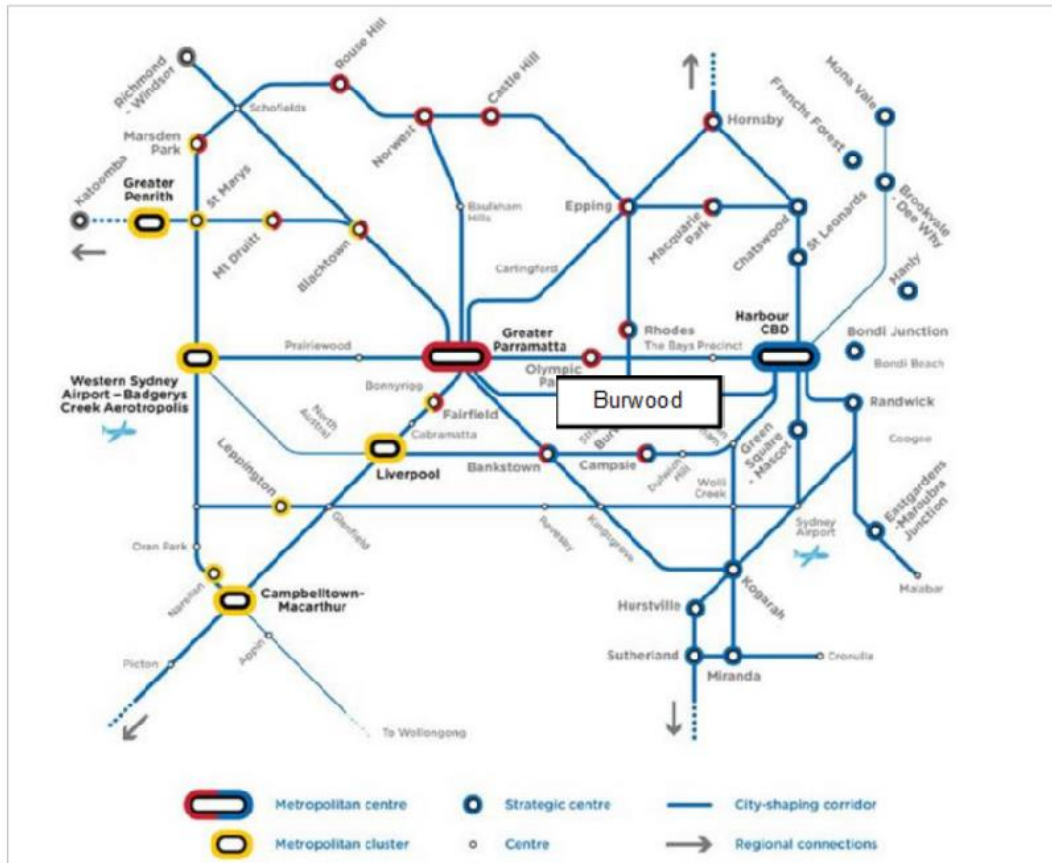 Richmond
- Windsor
Rouse Hill
Castle Hill
Schofields
Norwest
Hornsby
Mona Vale
Frenchs Forest
Marsden
Park
Katoomba
Greater
Penrith
St Marys
Mt Druitt
Blacktown
Baulkham
Hills
Epping
Macquarie
Park
Chatswood
St Leonards
Brookvale
- Dee Why
Manly
Carlingford
Greater
Parramatta
Rhodes
The Bays Precinct
Harbour
CBD
Bondi Junction
Bondi Beach
Prairiewood
Olympic
Western Sydney
Airport – Badgerys
Creek Aerotropolis
Bonnyrigg
Fairfield
Cabramatta
North
Burwood
Randwick
Coogee
Green
Square
- Mascot
Liverpool
Bankstown
Campsie
Dulwich
Hill
Wolli
Creek
Leppington
Glenfield
Revesby
Kingsgrove
Sydney
Airport
Eastgardens
-Maroubra
Junction
Malabar
Oran Park
Narellan
Campbelltown-
Macarthur
Kogarah
Hurstville
Sutherland
Miranda
Cronulla
Picton
Appin
To Wollongong
Metropolitan centre
Strategic centre
City-shaping corridor
Metropolitan cluster
Centre
Regional connections